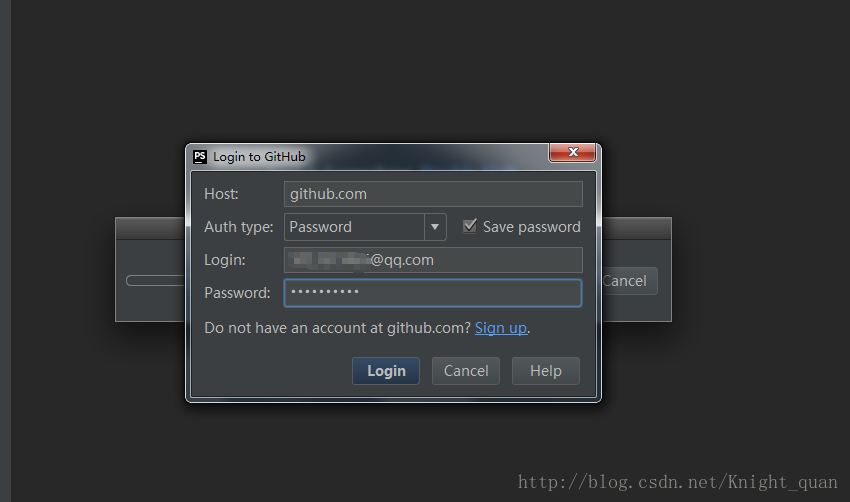 PS Login to GitHub
Host: github.com
Auth type: Password Save password
Login: @qq.com
Password: ••••••••••
Do not have an account at github.com? Sign up.
Login Cancel Help
Cancel
http://blog.csdn.net/Knight_quan